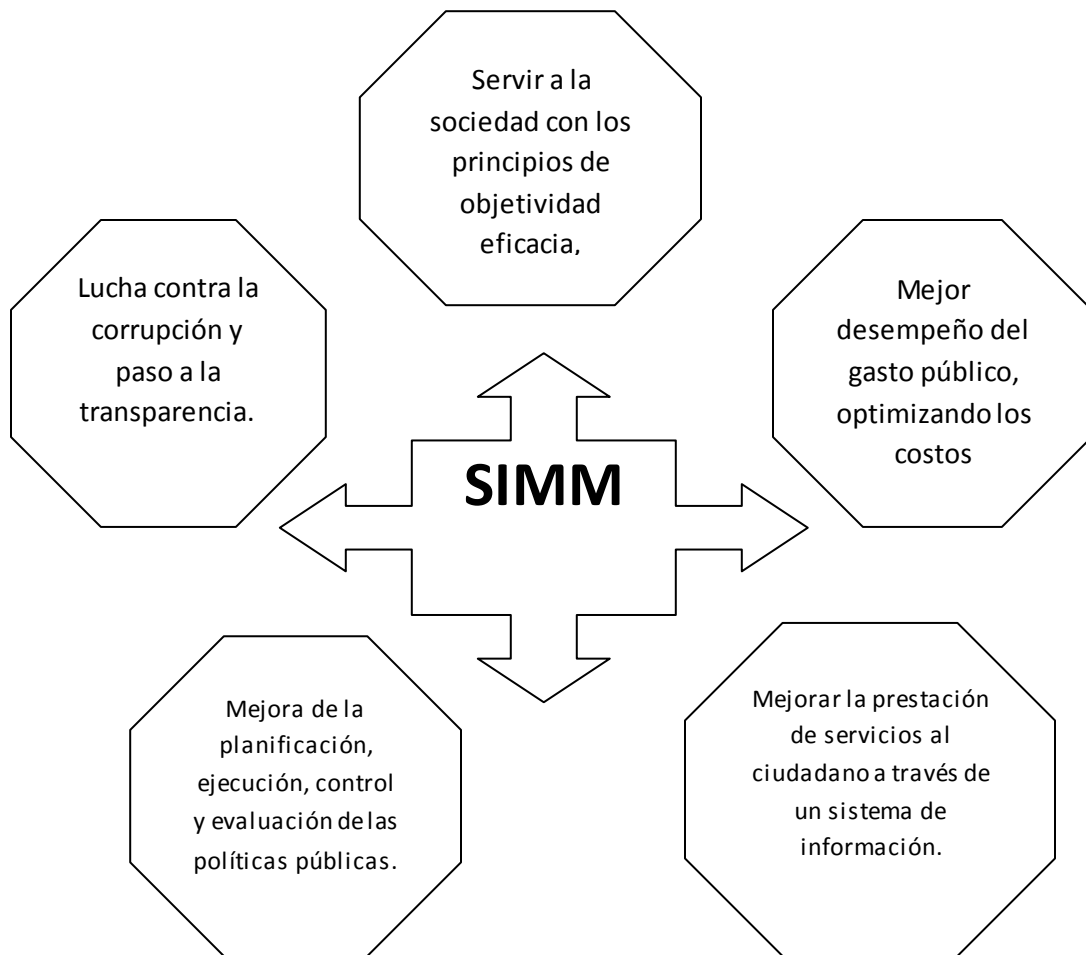 Servir a la
sociedad con los
principios de
objetividad
eficacia,
Lucha contra la
corrupción y
paso a la
transparencia.
Mejor
desempeño del
gasto público,
optimizando los
costos
SIMM
Mejora de la
planificación,
ejecución, control
y evaluación de las
políticas públicas.
Mejorar la prestación
de servicios al
ciudadano a través de
un sistema de
información.